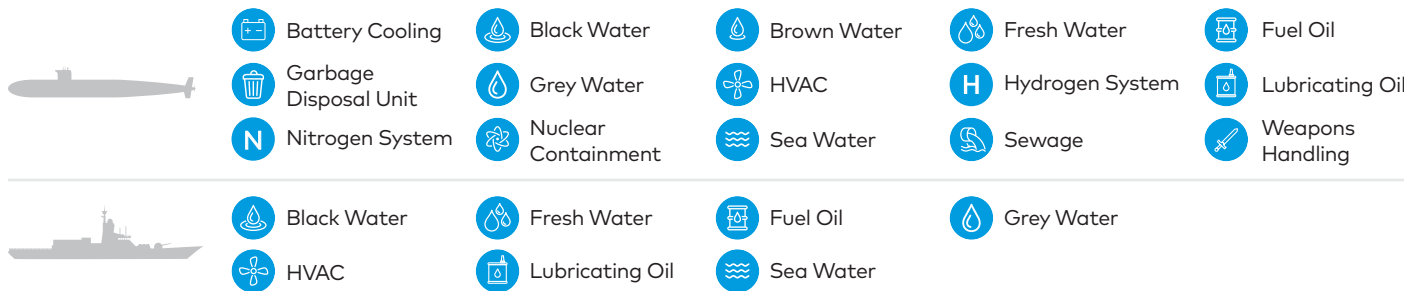 Battery Cooling
Black Water
Brown Water
Fresh Water
Fuel Oil
Garbage
Disposal Unit
Grey Water
HVAC
H
Hydrogen System
Lubricating Oil
N
Nitrogen System
Nuclear
Containment
Sea Water
Sewage
Weapons
Handling
Black Water
Fresh Water
Fuel Oil
Grey Water
HVAC
Lubricating Oil
Sea Water